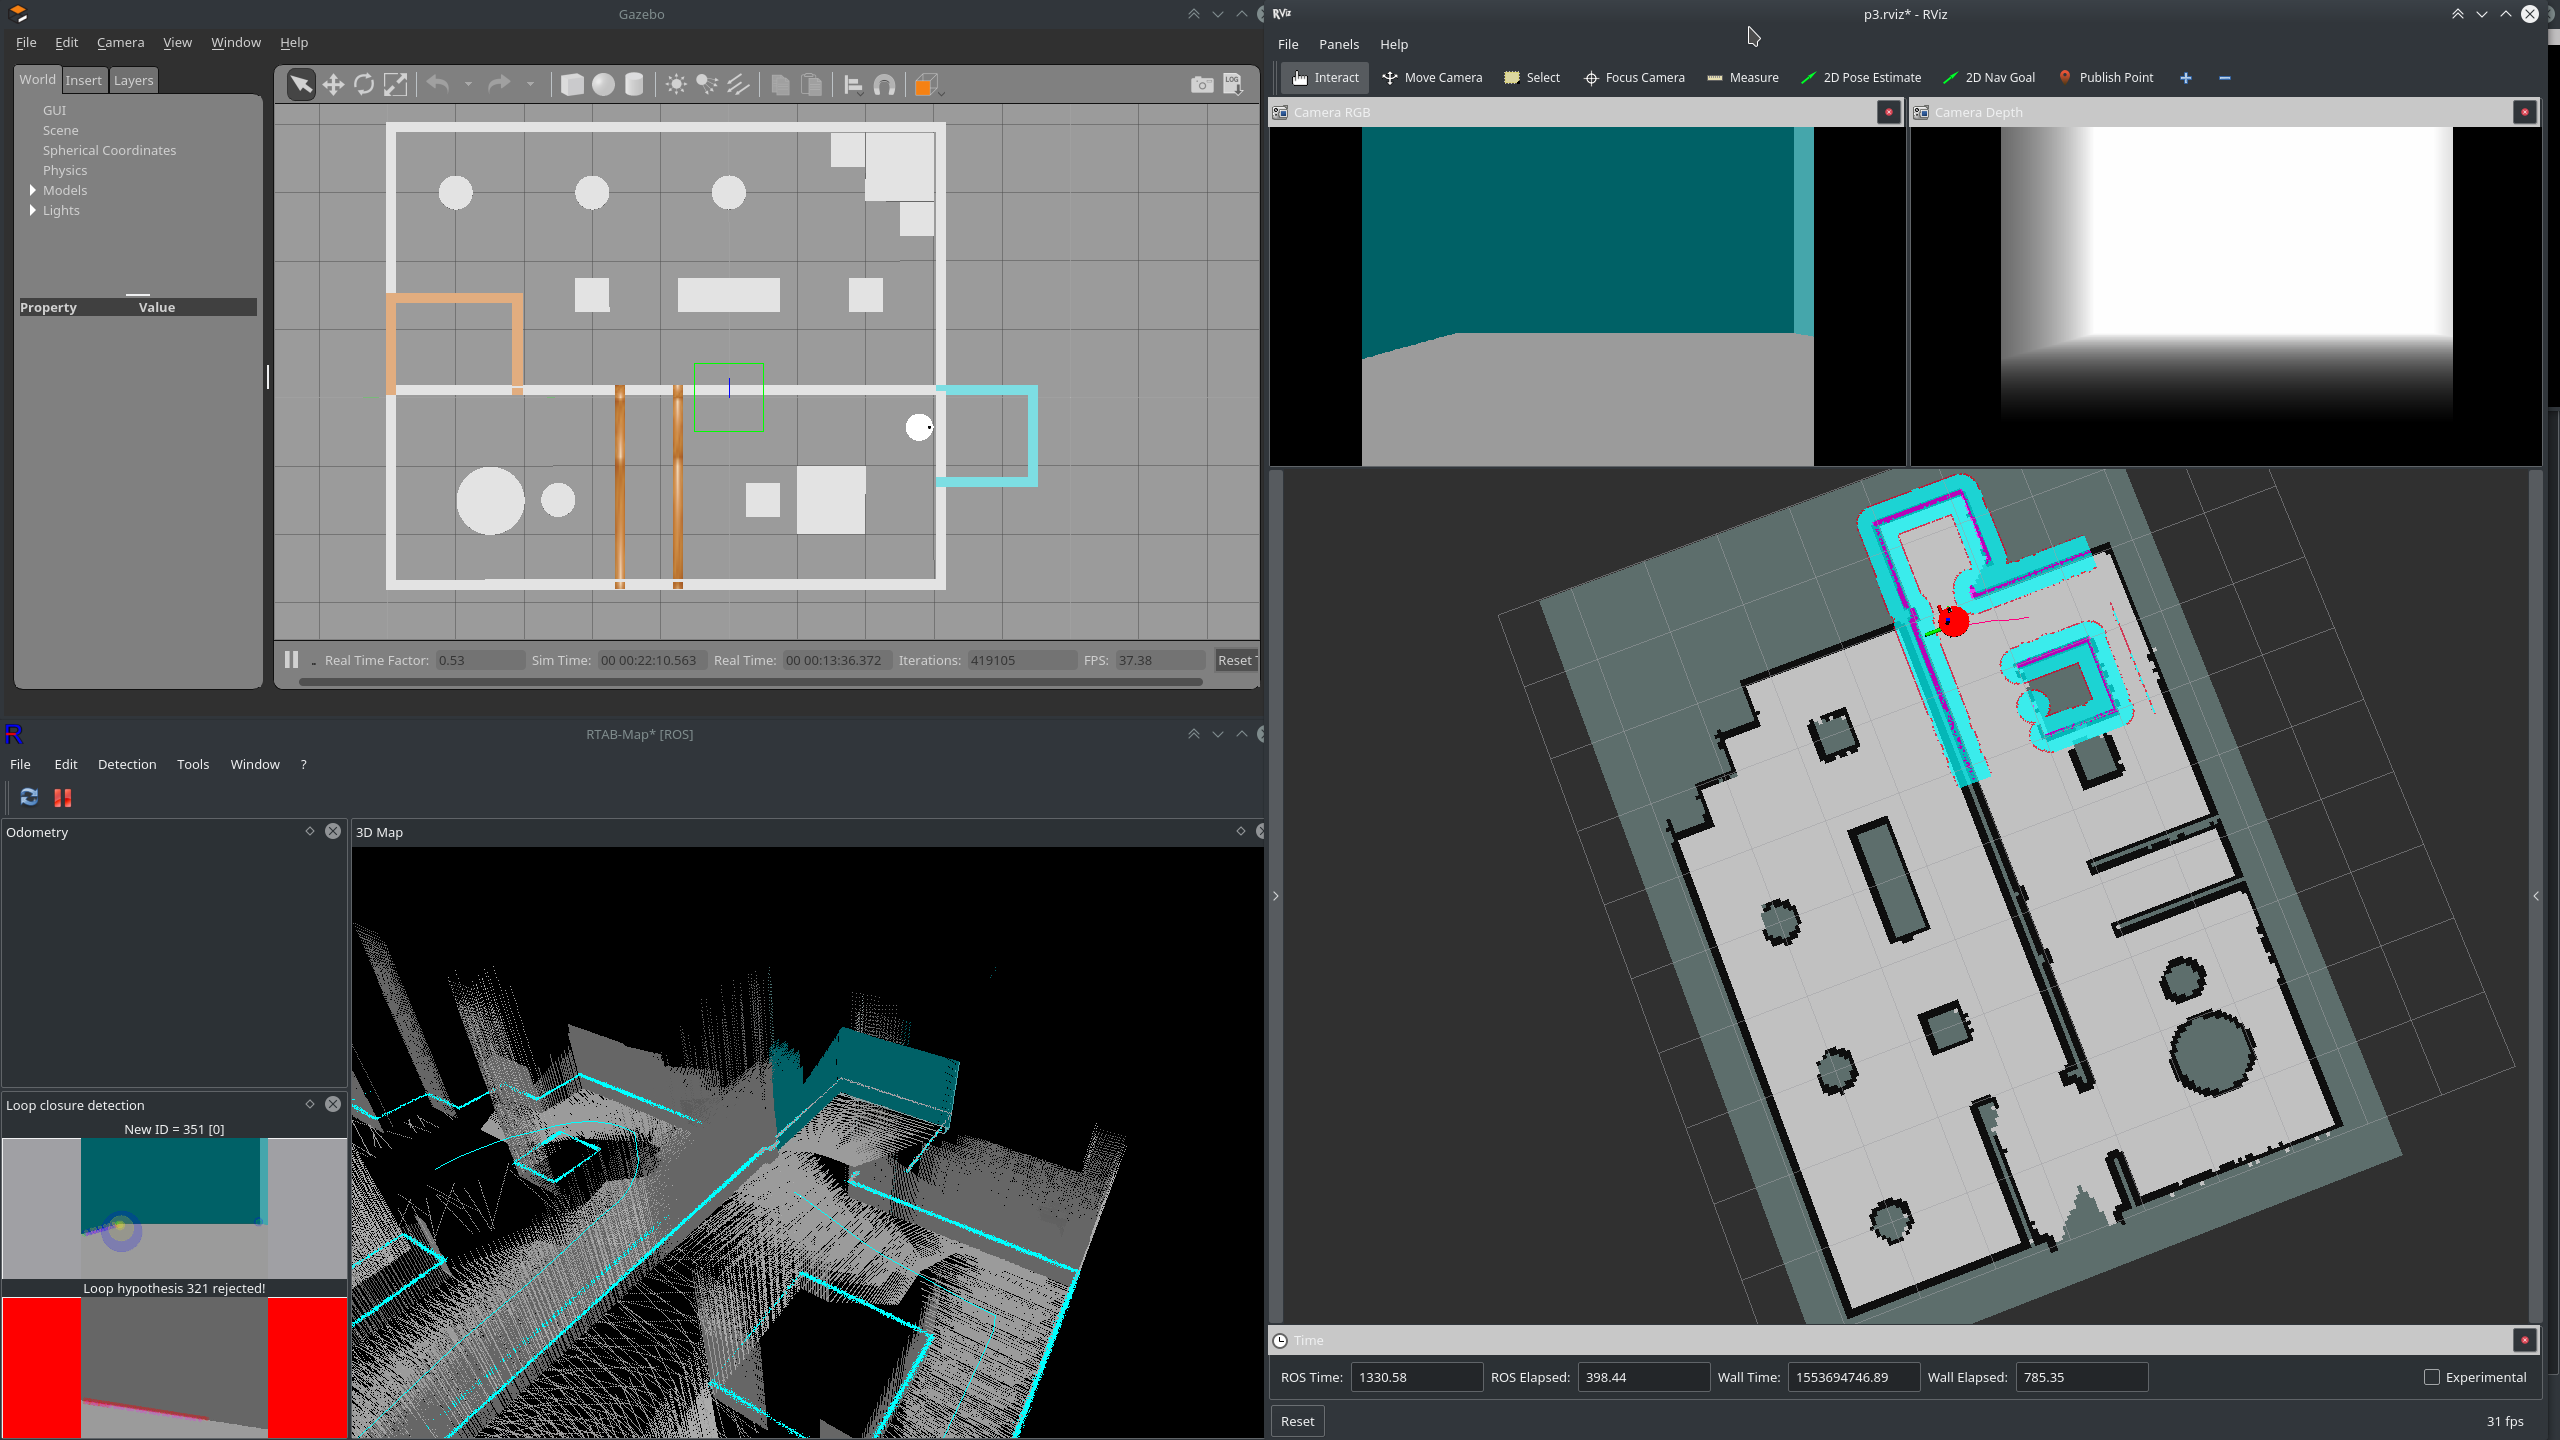 Gazebo
File Edit Camera View Window Help
World Insert Layers
GUI
Scene
Spherical Coordinates
Physics
Models
Lights
Property Value
LOG
Real Time Factor: 0.53 Sim Time: 00 00:22:10.563 Real Time: 00 00:13:36.372 Iterations: 419105 FPS: 37.38 Reset
RTAB-Map* [ROS]
File Edit Detection Tools Window ?
Odometry
3D Map
Loop closure detection
New ID = 351 [0]
Loop hypothesis 321 rejected!
RViz
p3.rviz* - RViz
File Panels Help
Interact Move Camera Select Focus Camera Measure 2D Pose Estimate 2D Nav Goal Publish Point
Camera RGB
Camera Depth
Time
ROS Time: 1330.58 ROS Elapsed: 398.44 Wall Time: 1553694746.89 Wall Elapsed: 785.35 Experimental
Reset 31 fps